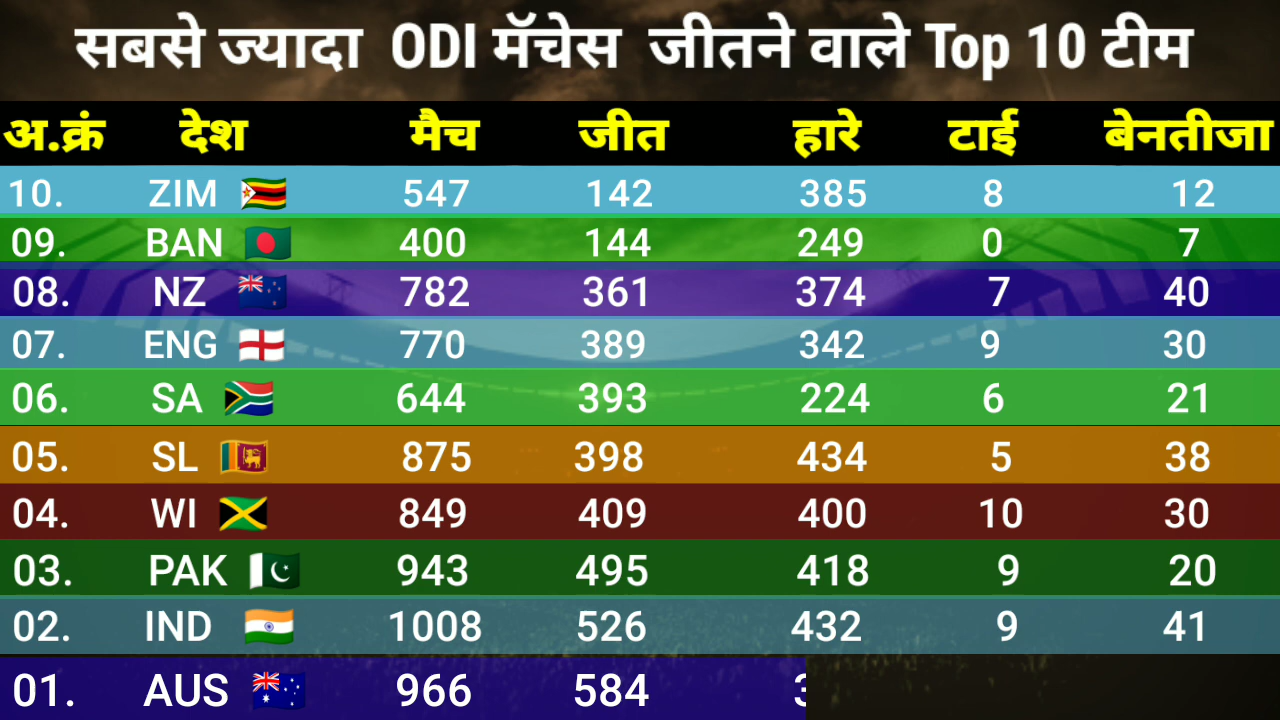 सबसे ज्यादा ODI मॅचेस जीतने वाले Top 10 टीम
अ.क्रं देश मैच जीत हारे टाई बेनतीजा
10. ZIM 547 142 385 8 12
09. BAN 400 144 249 0 7
08. NZ 782 361 374 7 40
07. ENG 770 389 342 9 30
06. SA 644 393 224 6 21
05. SL 875 398 434 5 38
04. WI 849 409 400 10 30
03. PAK 943 495 418 9 20
02. IND 1008 526 432 9 41
01. AUS 966 584